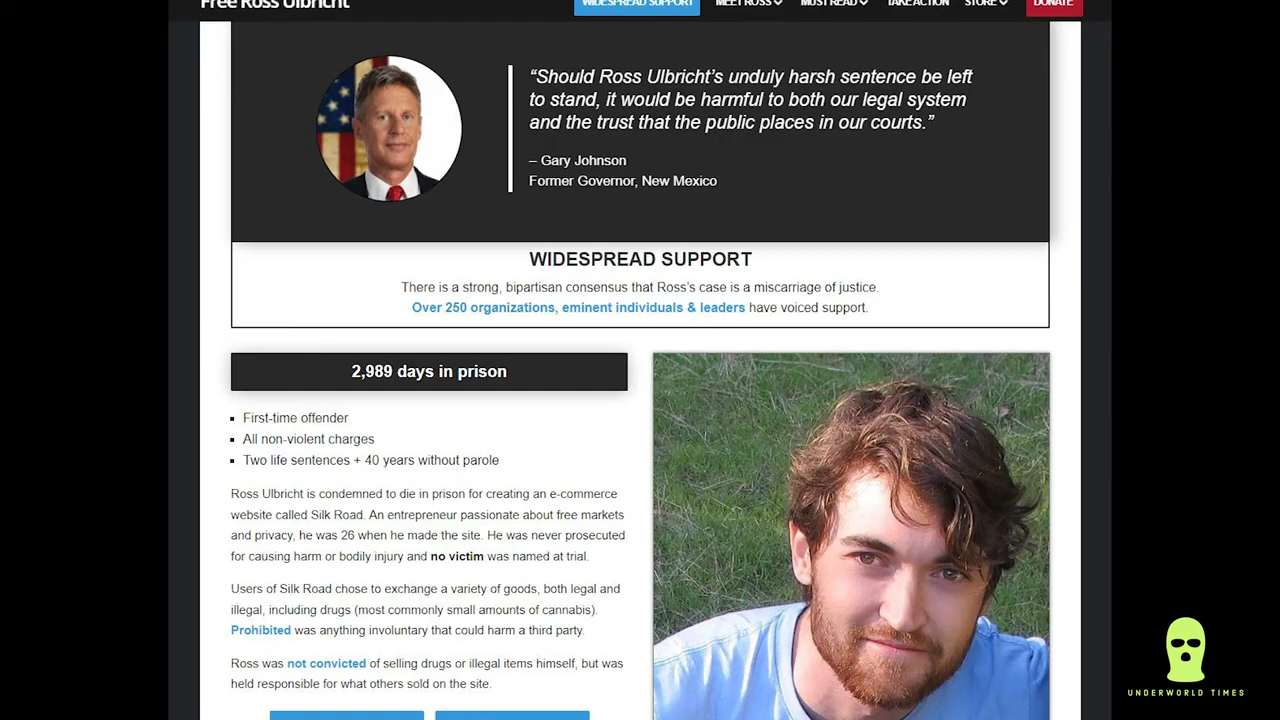 Free Ross Ulbricht
WIDESPREAD SUPPORT
MEET ROSS
MUST READ
TAKE ACTION
STORE
DONATE
“Should Ross Ulbricht’s unduly harsh sentence be left
to stand, it would be harmful to both our legal system
and the trust that the public places in our courts.”
– Gary Johnson
Former Governor, New Mexico
WIDESPREAD SUPPORT
There is a strong, bipartisan consensus that Ross’s case is a miscarriage of justice.
Over 250 organizations, eminent individuals & leaders have voiced support.
2,989 days in prison
First-time offender
All non-violent charges
Two life sentences + 40 years without parole
Ross Ulbricht is condemned to die in prison for creating an e-commerce
website called Silk Road. An entrepreneur passionate about free markets
and privacy, he was 26 when he made the site. He was never prosecuted
for causing harm or bodily injury and no victim was named at trial.
Users of Silk Road chose to exchange a variety of goods, both legal and
illegal, including drugs (most commonly small amounts of cannabis).
Prohibited was anything involuntary that could harm a third party.
Ross was not convicted of selling drugs or illegal items himself, but was
held responsible for what others sold on the site.
UNDERWORLD TIMES